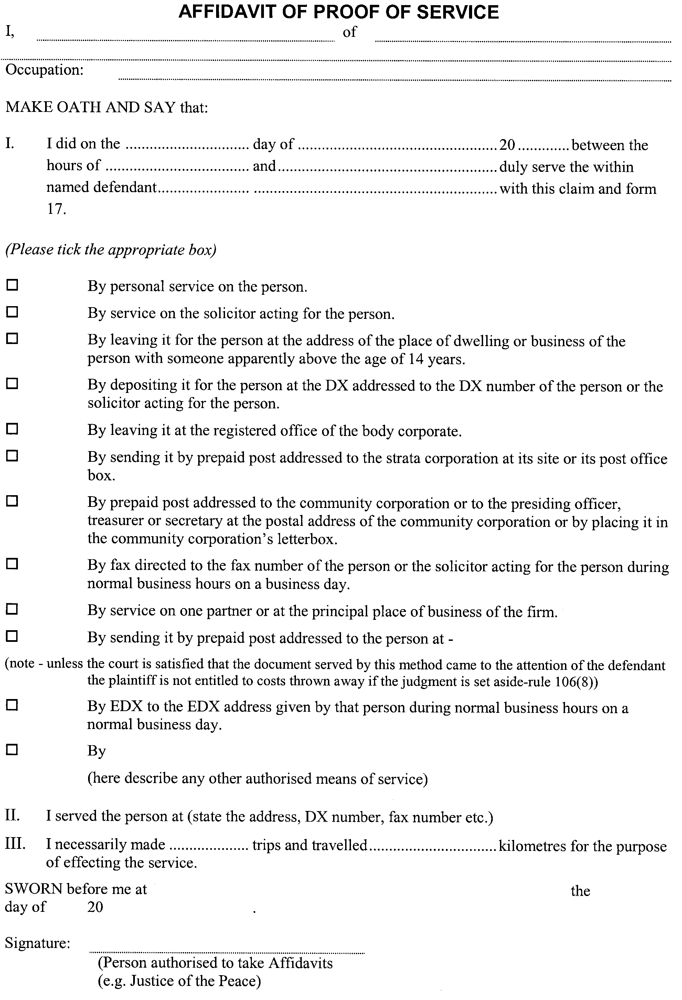 AFFIDAVIT OF PROOF OF SERVICE
I, ........................ of ........................
........................
Occupation: ........................
MAKE OATH AND SAY that:
I. I did on the ........................ day of ........................ 20 ............ between the
hours of ........................ and ........................ duly serve the within
named defendant ........................ ........................ with this claim and form
17.
(Please tick the appropriate box)
☐ By personal service on the person.
☐ By service on the solicitor acting for the person.
☐ By leaving it for the person at the address of the place of dwelling or business of the
person with someone apparently above the age of 14 years.
☐ By depositing it for the person at the DX addressed to the DX number of the person or the
solicitor acting for the person.
☐ By leaving it at the registered office of the body corporate.
☐ By sending it by prepaid post addressed to the strata corporation at its site or its post office
box.
☐ By prepaid post addressed to the community corporation or to the presiding officer,
treasurer or secretary at the postal address of the community corporation or by placing it in
the community corporation's letterbox.
☐ By fax directed to the fax number of the person or the solicitor acting for the person during
normal business hours on a business day.
☐ By service on one partner or at the principal place of business of the firm.
☐ By sending it by prepaid post addressed to the person at -
(note - unless the court is satisfied that the document served by this method came to the attention of the defendant
the plaintiff is not entitled to costs thrown away if the judgment is set aside-rule 106(8))
☐ By EDX to the EDX address given by that person during normal business hours on a
normal business day.
☐ By
(here describe any other authorised means of service)
II. I served the person at (state the address, DX number, fax number etc.)
III. I necessarily made .................... trips and travelled ........................ kilometres for the purpose
of effecting the service.
SWORN before me at the
day of 20 .
Signature: ........................
(Person authorised to take Affidavits
(e.g. Justice of the Peace)